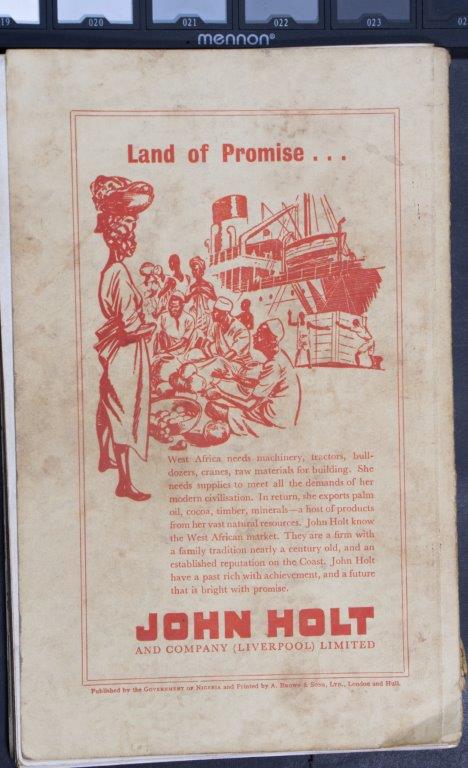 019 020 021 022 023 02
mennon®
Land of Promise . . .
West Africa needs machinery, tractors, bull-
dozers, cranes, raw materials for building. She
needs supplies to meet all the demands of her
modern civilisation. In return, she exports palm
oil, cocoa, timber, minerals—a host of products
from her vast natural resources. John Holt know
the West African market. They are a firm with
a family tradition nearly a century old, and an
established reputation on the Coast. John Holt
have a past rich with achievement, and a future
that is bright with promise.
JOHN HOLT
AND COMPANY (LIVERPOOL) LIMITED
Published by the GOVERNMENT OF NIGERIA and Printed by A. BROWN & SONS, LTD., London and Hull.